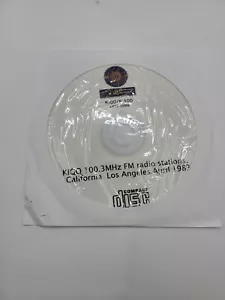 KIQQ 100.3MHz FM radio stations,
California Los Angeles April 1982
COMPACT
disc